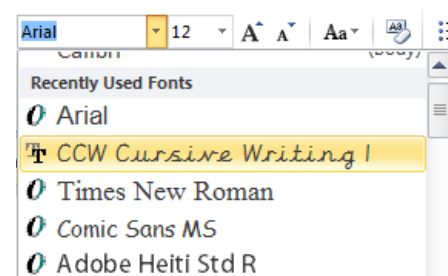 Arial 12 A A Aa
Calibri (Body)
Recently Used Fonts
Arial
CCW Cursive Writing 1
Times New Roman
Comic Sans MS
Adobe Heiti Std R